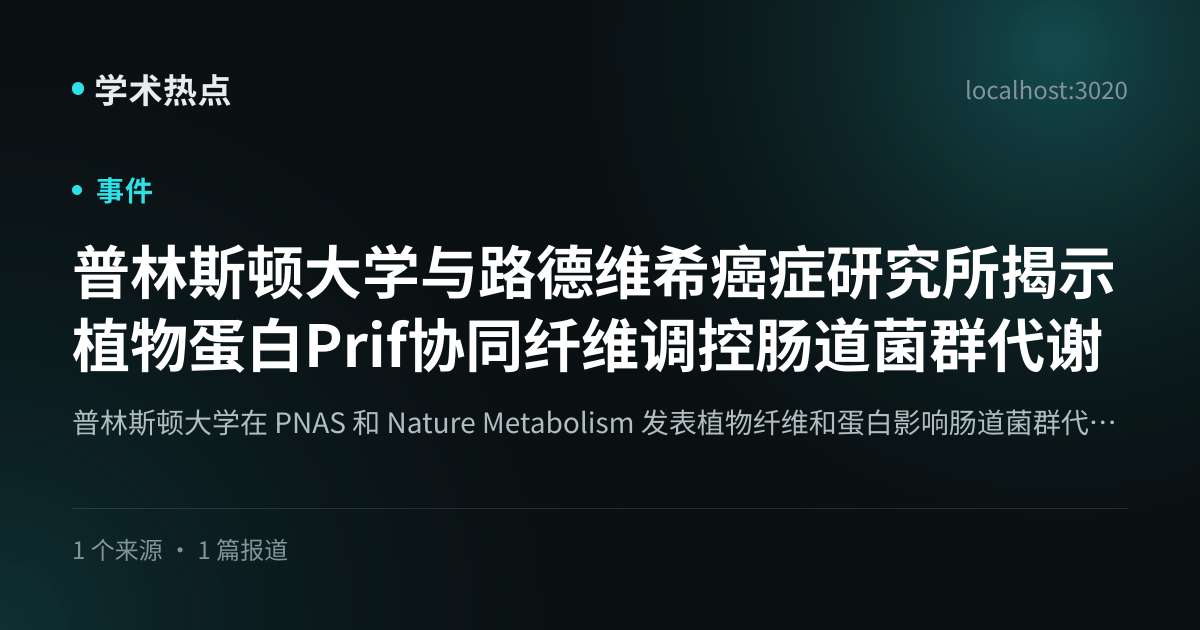 学术热点
localhost:3020
事件
普林斯顿大学与路德维希癌症研究所揭示
植物蛋白Prif协同纤维调控肠道菌群代谢
普林斯顿大学在 PNAS 和 Nature Metabolism 发表植物纤维和蛋白影响肠道菌群代…
1 个来源 · 1 篇报道